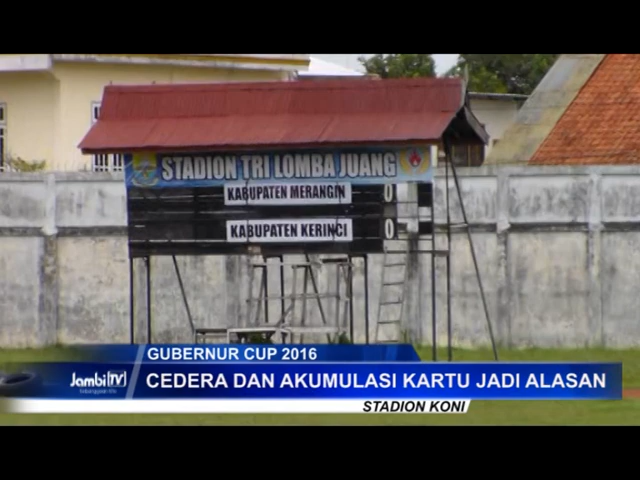 STADION TRI LOMBA JUANG
KABUPATEN MERANGIN 0
KABUPATEN KERINCI 0
GUBERNUR CUP 2016
JambiTV
CEDERA DAN AKUMULASI KARTU JADI ALASAN
STADION KONI